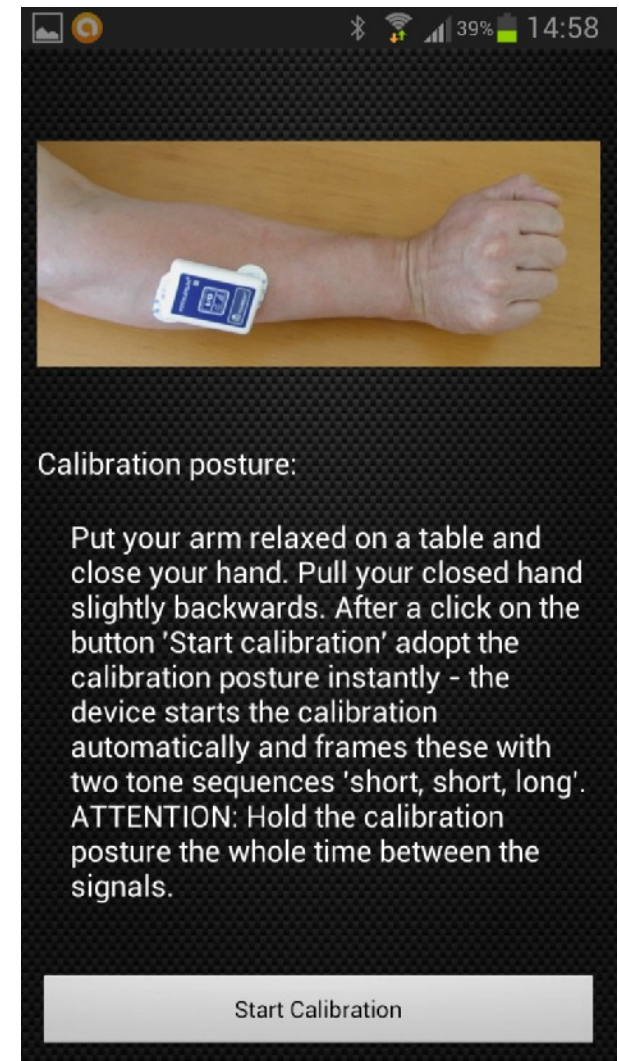 39% 14:58
Calibration posture:
Put your arm relaxed on a table and
close your hand. Pull your closed hand
slightly backwards. After a click on the
button 'Start calibration' adopt the
calibration posture instantly - the
device starts the calibration
automatically and frames these with
two tone sequences 'short, short, long'.
ATTENTION: Hold the calibration
posture the whole time between the
signals.
Start Calibration